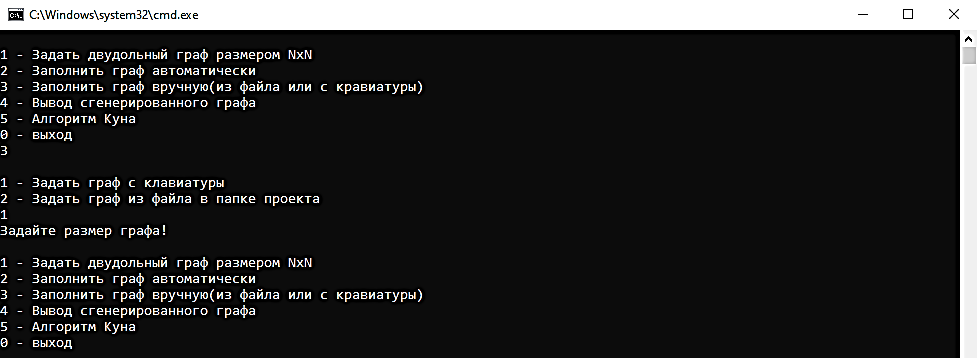 C:\Windows\system32\cmd.exe
1 - Задать двудольный граф размером NxN
2 - Заполнить граф автоматически
3 - Заполнить граф вручную(из файла или с кравиатуры)
4 - Вывод сгенерированного графа
5 - Алгоритм Куна
0 - выход
3
1 - Задать граф с клавиатуры
2 - Задать граф из файла в папке проекта
1
Задайте размер графа!
1 - Задать двудольный граф размером NxN
2 - Заполнить граф автоматически
3 - Заполнить граф вручную(из файла или с кравиатуры)
4 - Вывод сгенерированного графа
5 - Алгоритм Куна
0 - выход